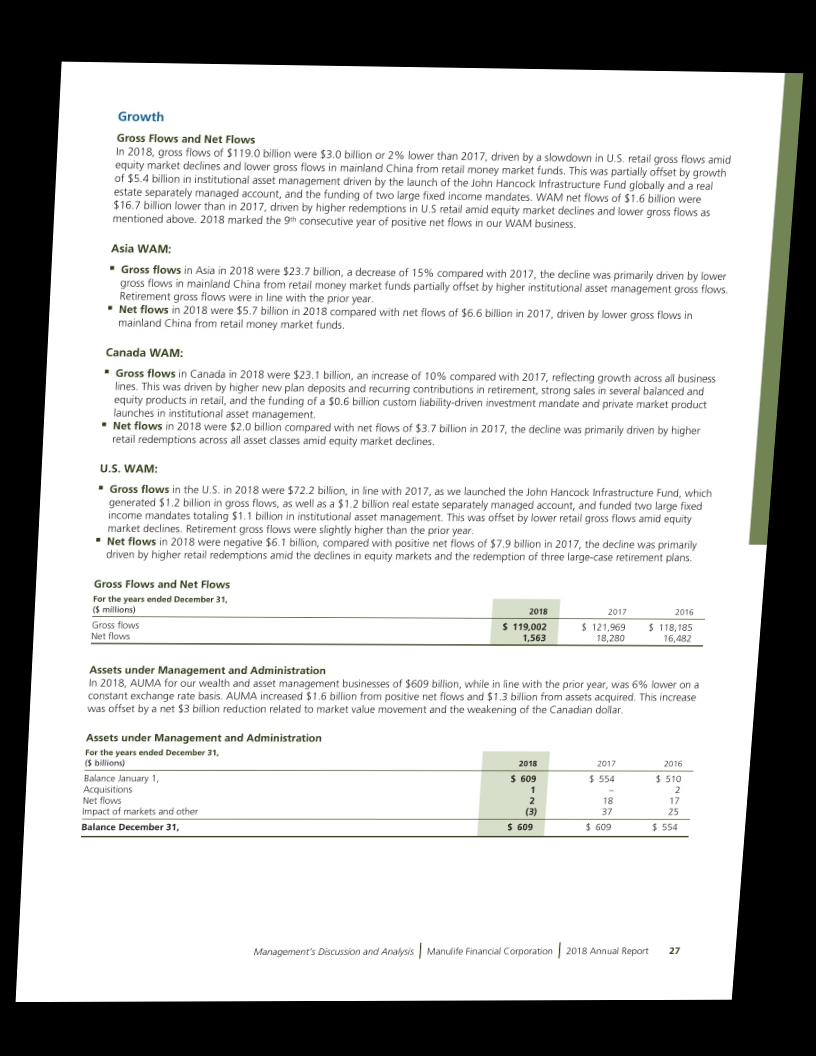 Growth
Gross Flows and Net Flows
In 2018, gross flows of $119.0 billion were $3.0 billion or 2% lower than 2017, driven by a slowdown in U.S. retail gross flows amid
equity market declines and lower gross flows in mainland China from retail money market funds. This was partially offset by growth
of $5.4 billion in institutional asset management driven by the launch of the John Hancock Infrastructure Fund globally and a real
estate separately managed account, and the funding of two large fixed income mandates. WAM net flows of $1.6 billion were
$16.7 billion lower than in 2017, driven by higher redemptions in U.S retail amid equity market declines and lower gross flows as
mentioned above. 2018 marked the 9th consecutive year of positive net flows in our WAM business.
Asia WAM:
▪ Gross flows in Asia in 2018 were $23.7 billion, a decrease of 15% compared with 2017, the decline was primarily driven by lower
gross flows in mainland China from retail money market funds partially offset by higher institutional asset management gross flows.
Retirement gross flows were in line with the prior year.
▪ Net flows in 2018 were $5.7 billion in 2018 compared with net flows of $6.6 billion in 2017, driven by lower gross flows in
mainland China from retail money market funds.
Canada WAM:
▪ Gross flows in Canada in 2018 were $23.1 billion, an increase of 10% compared with 2017, reflecting growth across all business
lines. This was driven by higher new plan deposits and recurring contributions in retirement, strong sales in several balanced and
equity products in retail, and the funding of a $0.6 billion custom liability-driven investment mandate and private market product
launches in institutional asset management.
▪ Net flows in 2018 were $2.0 billion compared with net flows of $3.7 billion in 2017, the decline was primarily driven by higher
retail redemptions across all asset classes amid equity market declines.
U.S. WAM:
▪ Gross flows in the U.S. in 2018 were $72.2 billion, in line with 2017, as we launched the John Hancock Infrastructure Fund, which
generated $1.2 billion in gross flows, as well as a $1.2 billion real estate separately managed account, and funded two large fixed
income mandates totaling $1.1 billion in institutional asset management. This was offset by lower retail gross flows amid equity
market declines. Retirement gross flows were slightly higher than the prior year.
▪ Net flows in 2018 were negative $6.1 billion, compared with positive net flows of $7.9 billion in 2017, the decline was primarily
driven by higher retail redemptions amid the declines in equity markets and the redemption of three large-case retirement plans.
Gross Flows and Net Flows
For the years ended December 31,
($ millions) 2018 2017 2016
Gross flows $ 119,002 $ 121,969 $ 118,185
Net flows 1,563 18,280 16,482
Assets under Management and Administration
In 2018, AUMA for our wealth and asset management businesses of $609 billion, while in line with the prior year, was 6% lower on a
constant exchange rate basis. AUMA increased $1.6 billion from positive net flows and $1.3 billion from assets acquired. This increase
was offset by a net $3 billion reduction related to market value movement and the weakening of the Canadian dollar.
Assets under Management and Administration
For the years ended December 31,
($ billions) 2018 2017 2016
Balance January 1, $ 609 $ 554 $ 510
Acquisitions 1 – 2
Net flows 2 18 17
Impact of markets and other (3) 37 25
Balance December 31, $ 609 $ 609 $ 554
Management's Discussion and Analysis | Manulife Financial Corporation | 2018 Annual Report 27